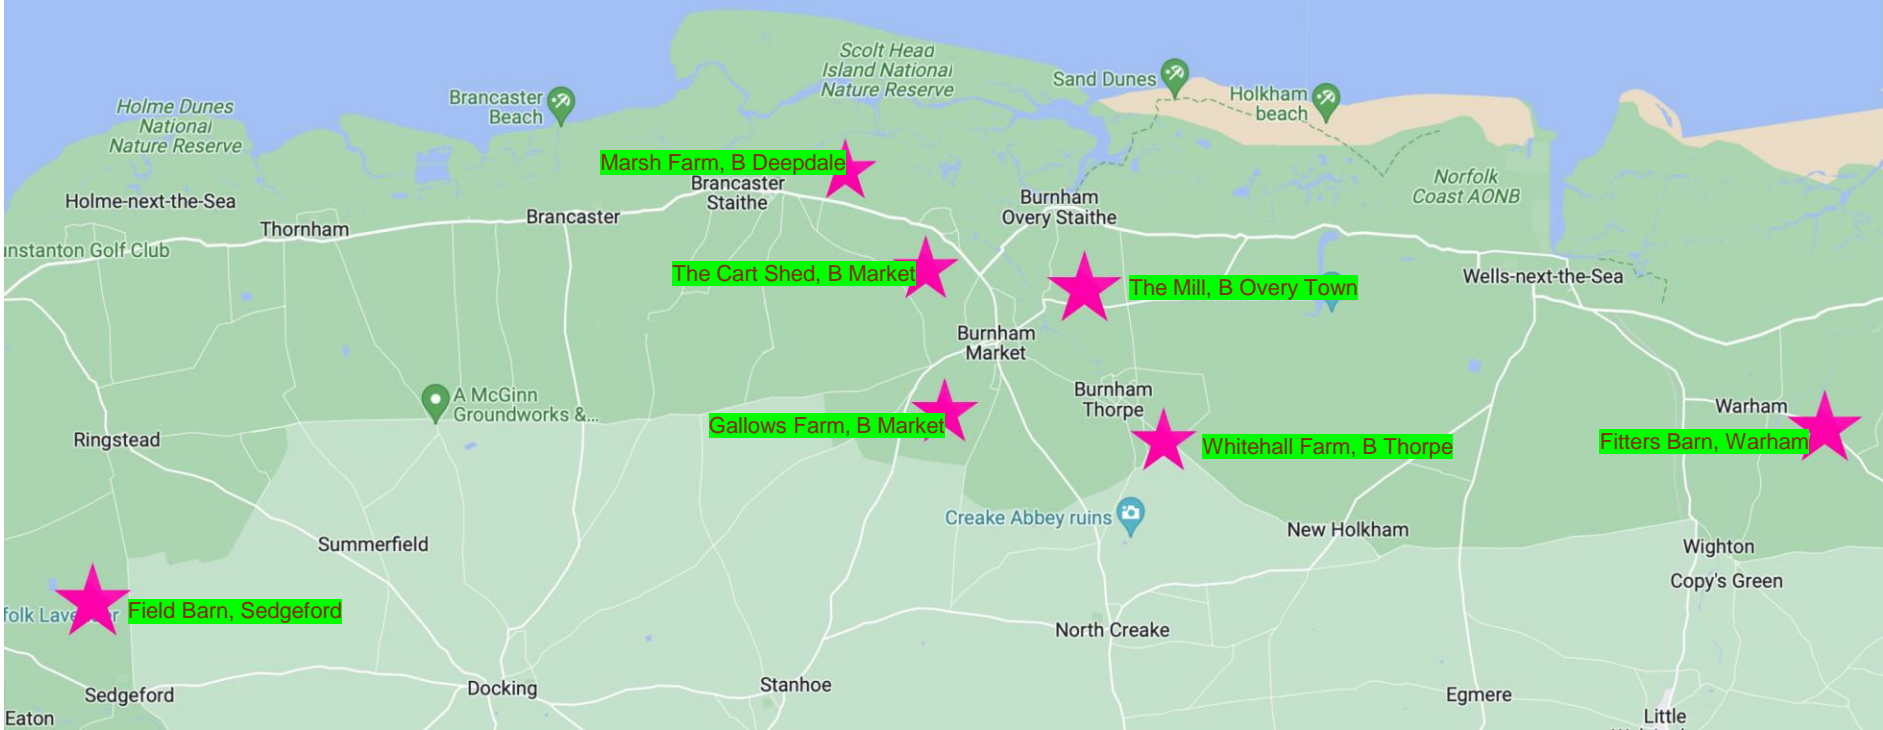 Scolt Head
Island National
Nature Reserve
Sand Dunes
Holkham
beach
Brancaster
Beach
Holme Dunes
National
Nature Reserve
Marsh Farm, B Deepdale
Brancaster
Staithe
Norfolk
Coast AONB
Holme-next-the-Sea
Burnham
Overy Staithe
Brancaster
Thornham
nstanton Golf Club
The Cart Shed, B Market
The Mill, B Overy Town
Wells-next-the-Sea
Burnham
Market
A McGinn
Groundworks &...
Burnham
Thorpe
Warham
Gallows Farm, B Market
Ringstead
Whitehall Farm, B Thorpe
Fitters Barn, Warham
Creake Abbey ruins
New Holkham
Summerfield
Wighton
Copy's Green
folk Lave er
Field Barn, Sedgeford
North Creake
Sedgeford
Docking
Stanhoe
Egmere
Eaton
Little